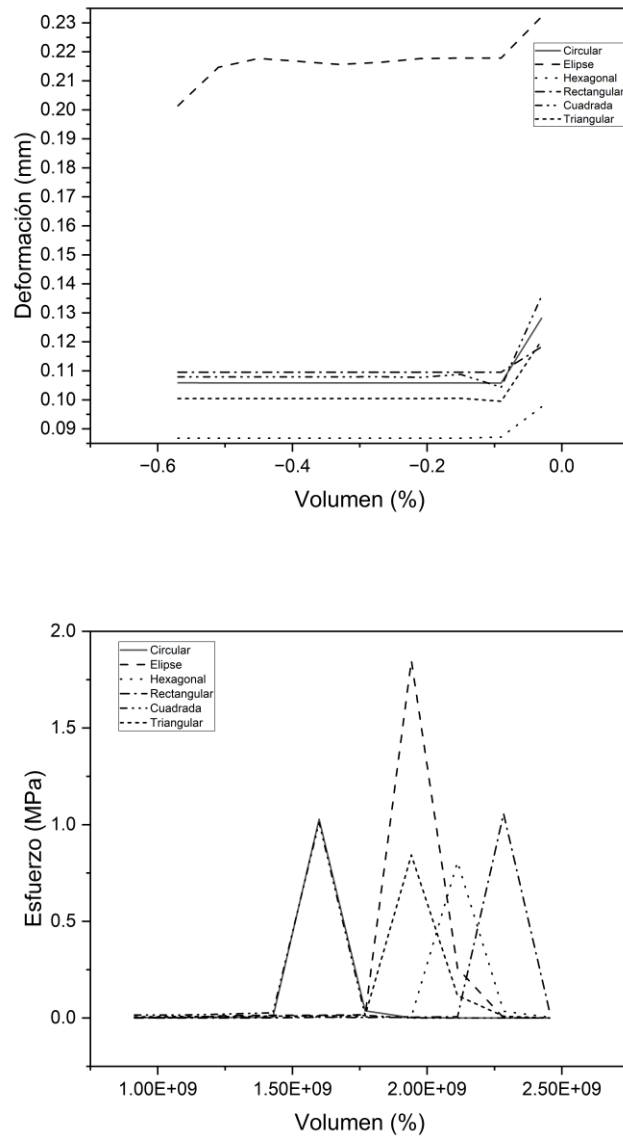 0.23
0.22
0.21
0.20
0.19
0.18
0.17
0.16
0.15
0.14
0.13
0.12
0.11
0.10
0.09
Deformación (mm)
Circular
Elipse
Hexagonal
Rectangular
Cuadrada
Triangular
−0.6 −0.4 −0.2 0.0
Volumen (%)
2.0
1.5
1.0
0.5
0.0
Esfuerzo (MPa)
Circular
Elipse
Hexagonal
Rectangular
Cuadrada
Triangular
1.00E+09 1.50E+09 2.00E+09 2.50E+09
Volumen (%)